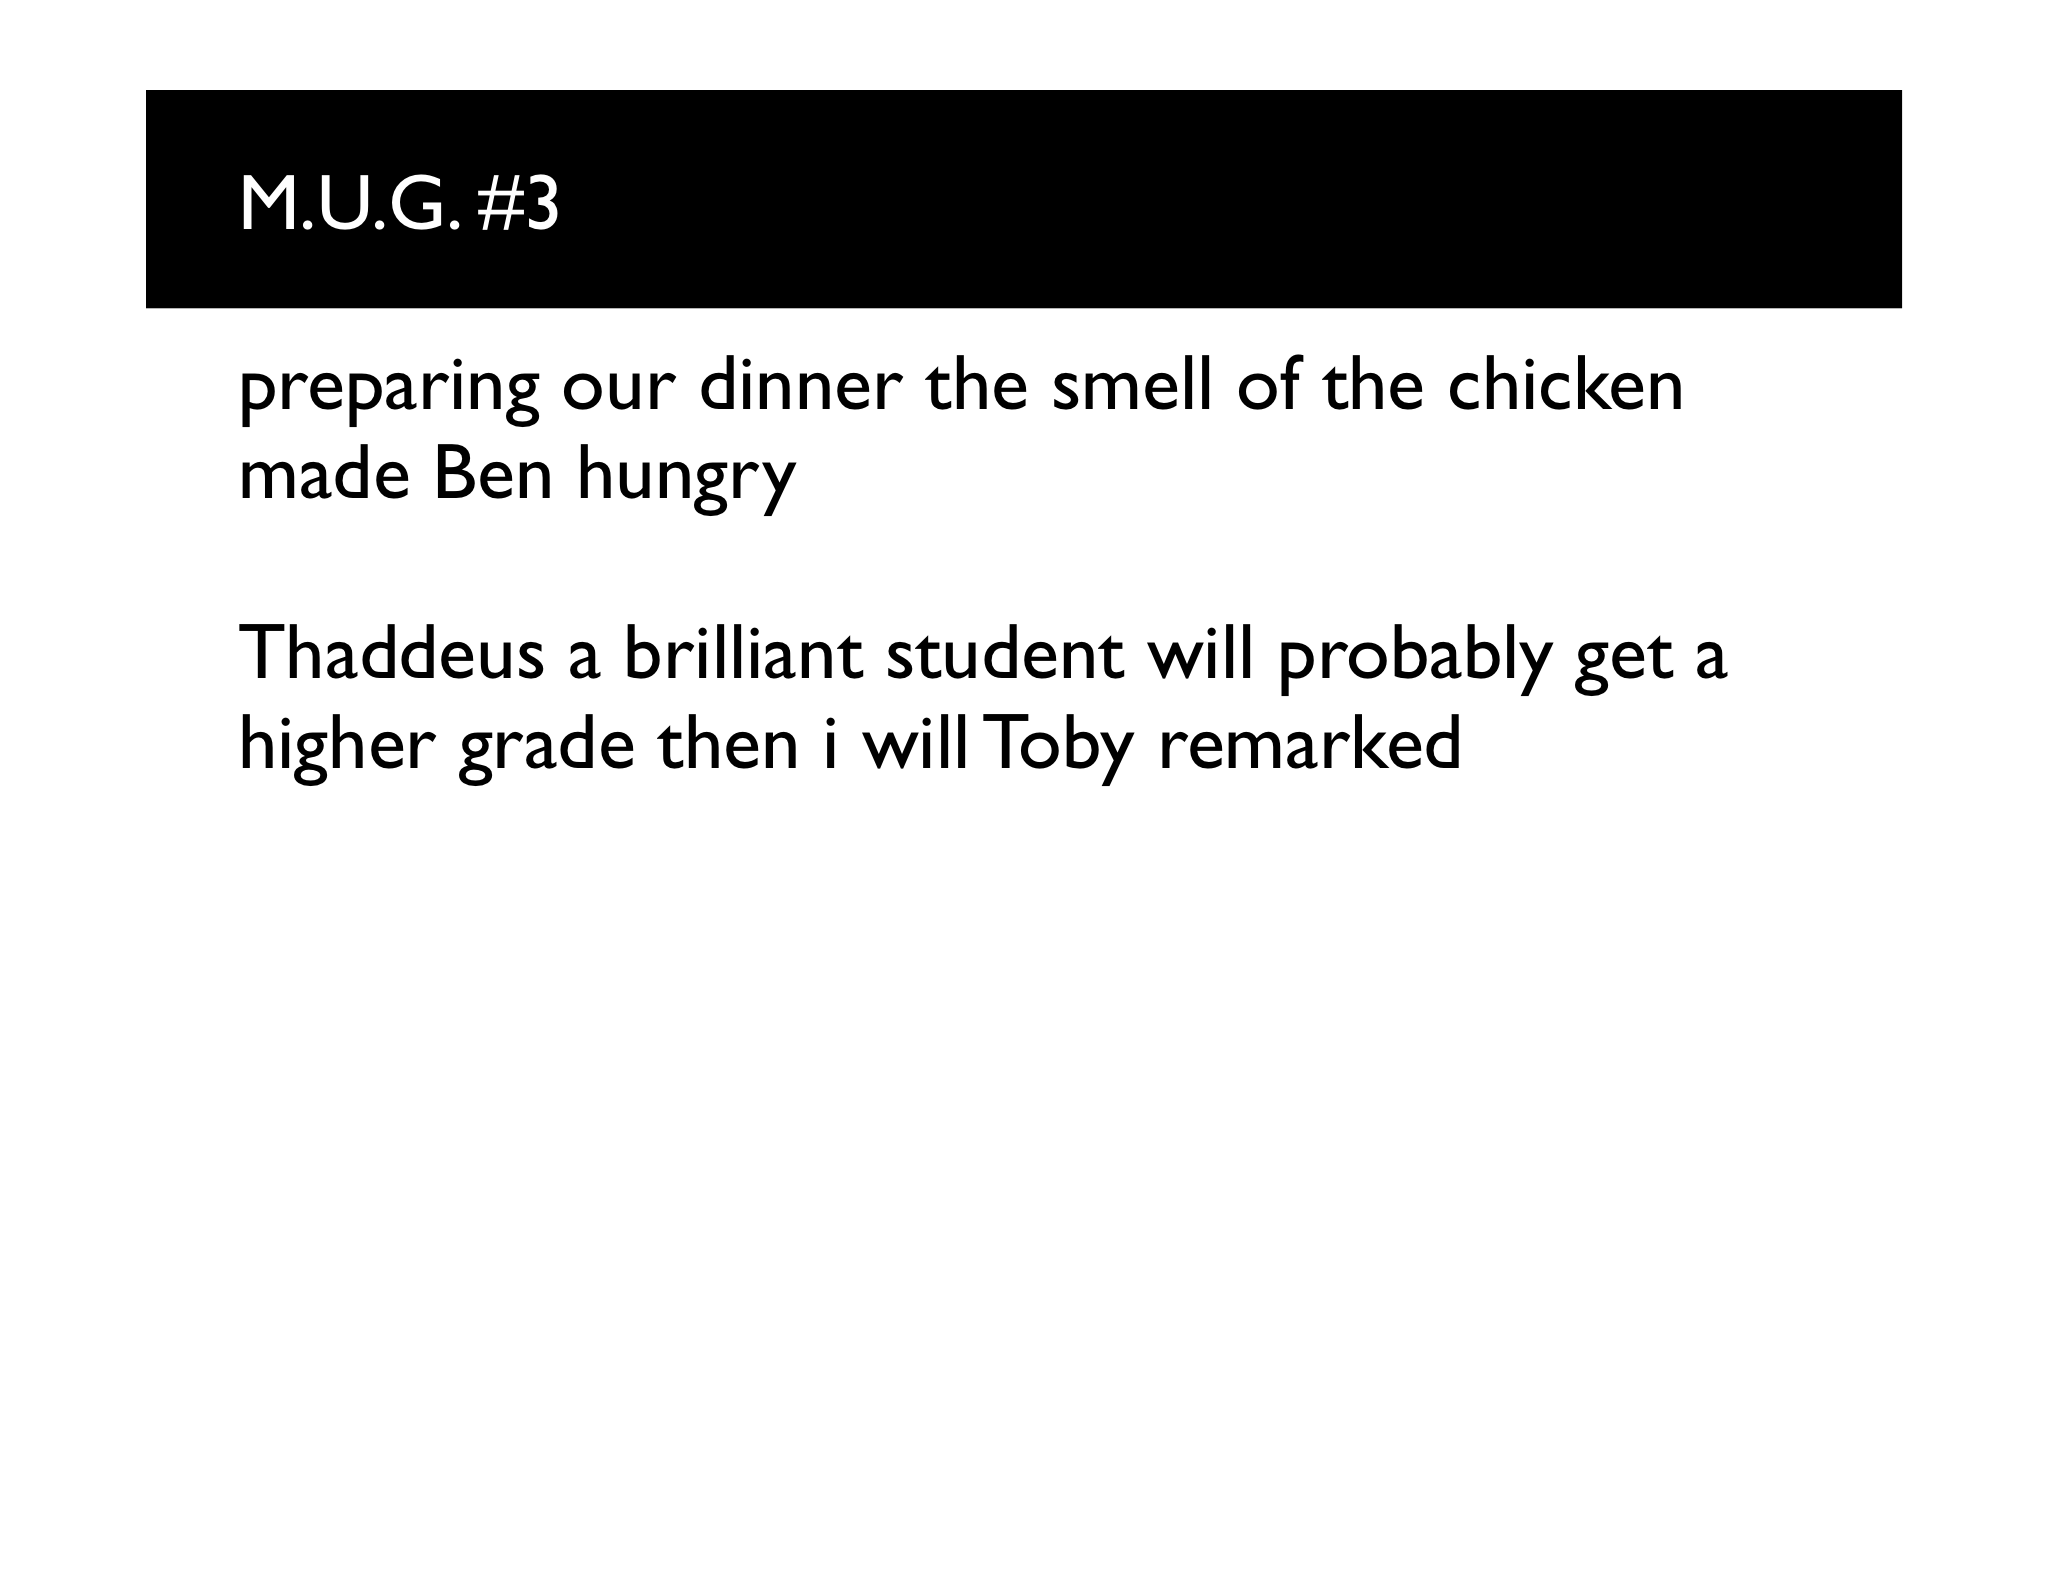 M.U.G. #3
preparing our dinner the smell of the chicken
made Ben hungry
Thaddeus a brilliant student will probably get a
higher grade then i will Toby remarked